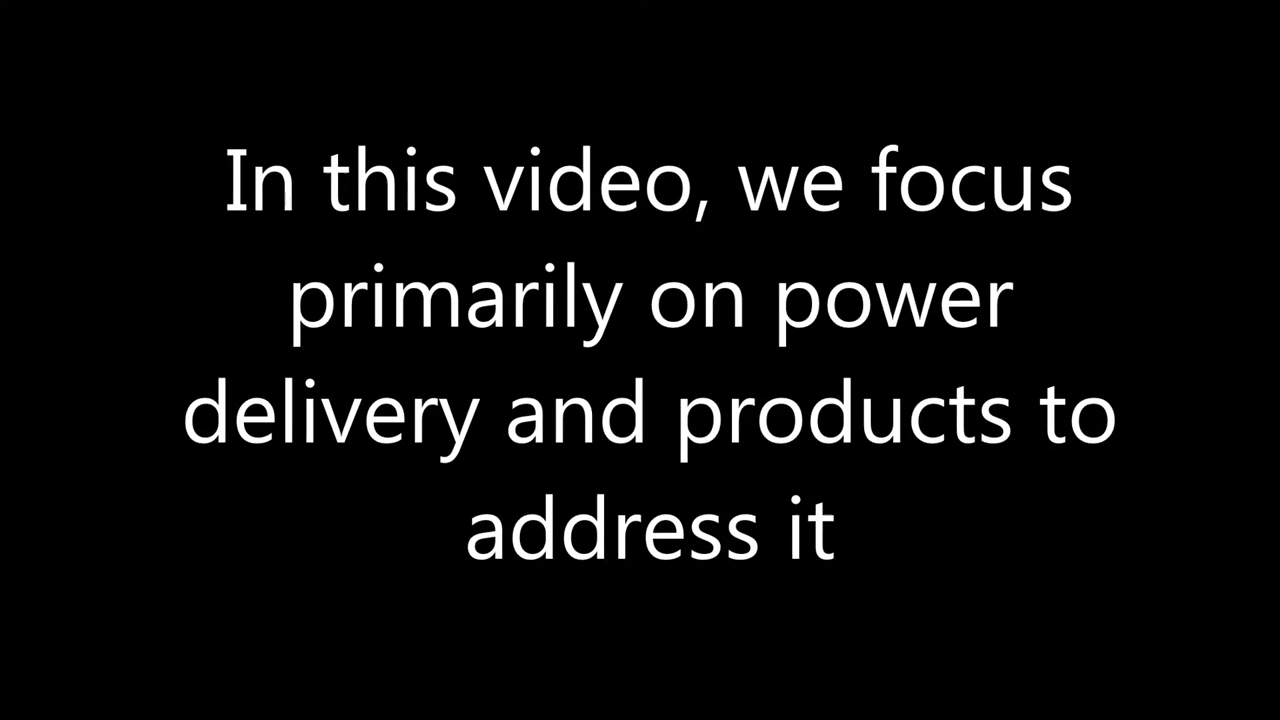 In this video, we focus
primarily on power
delivery and products to
address it